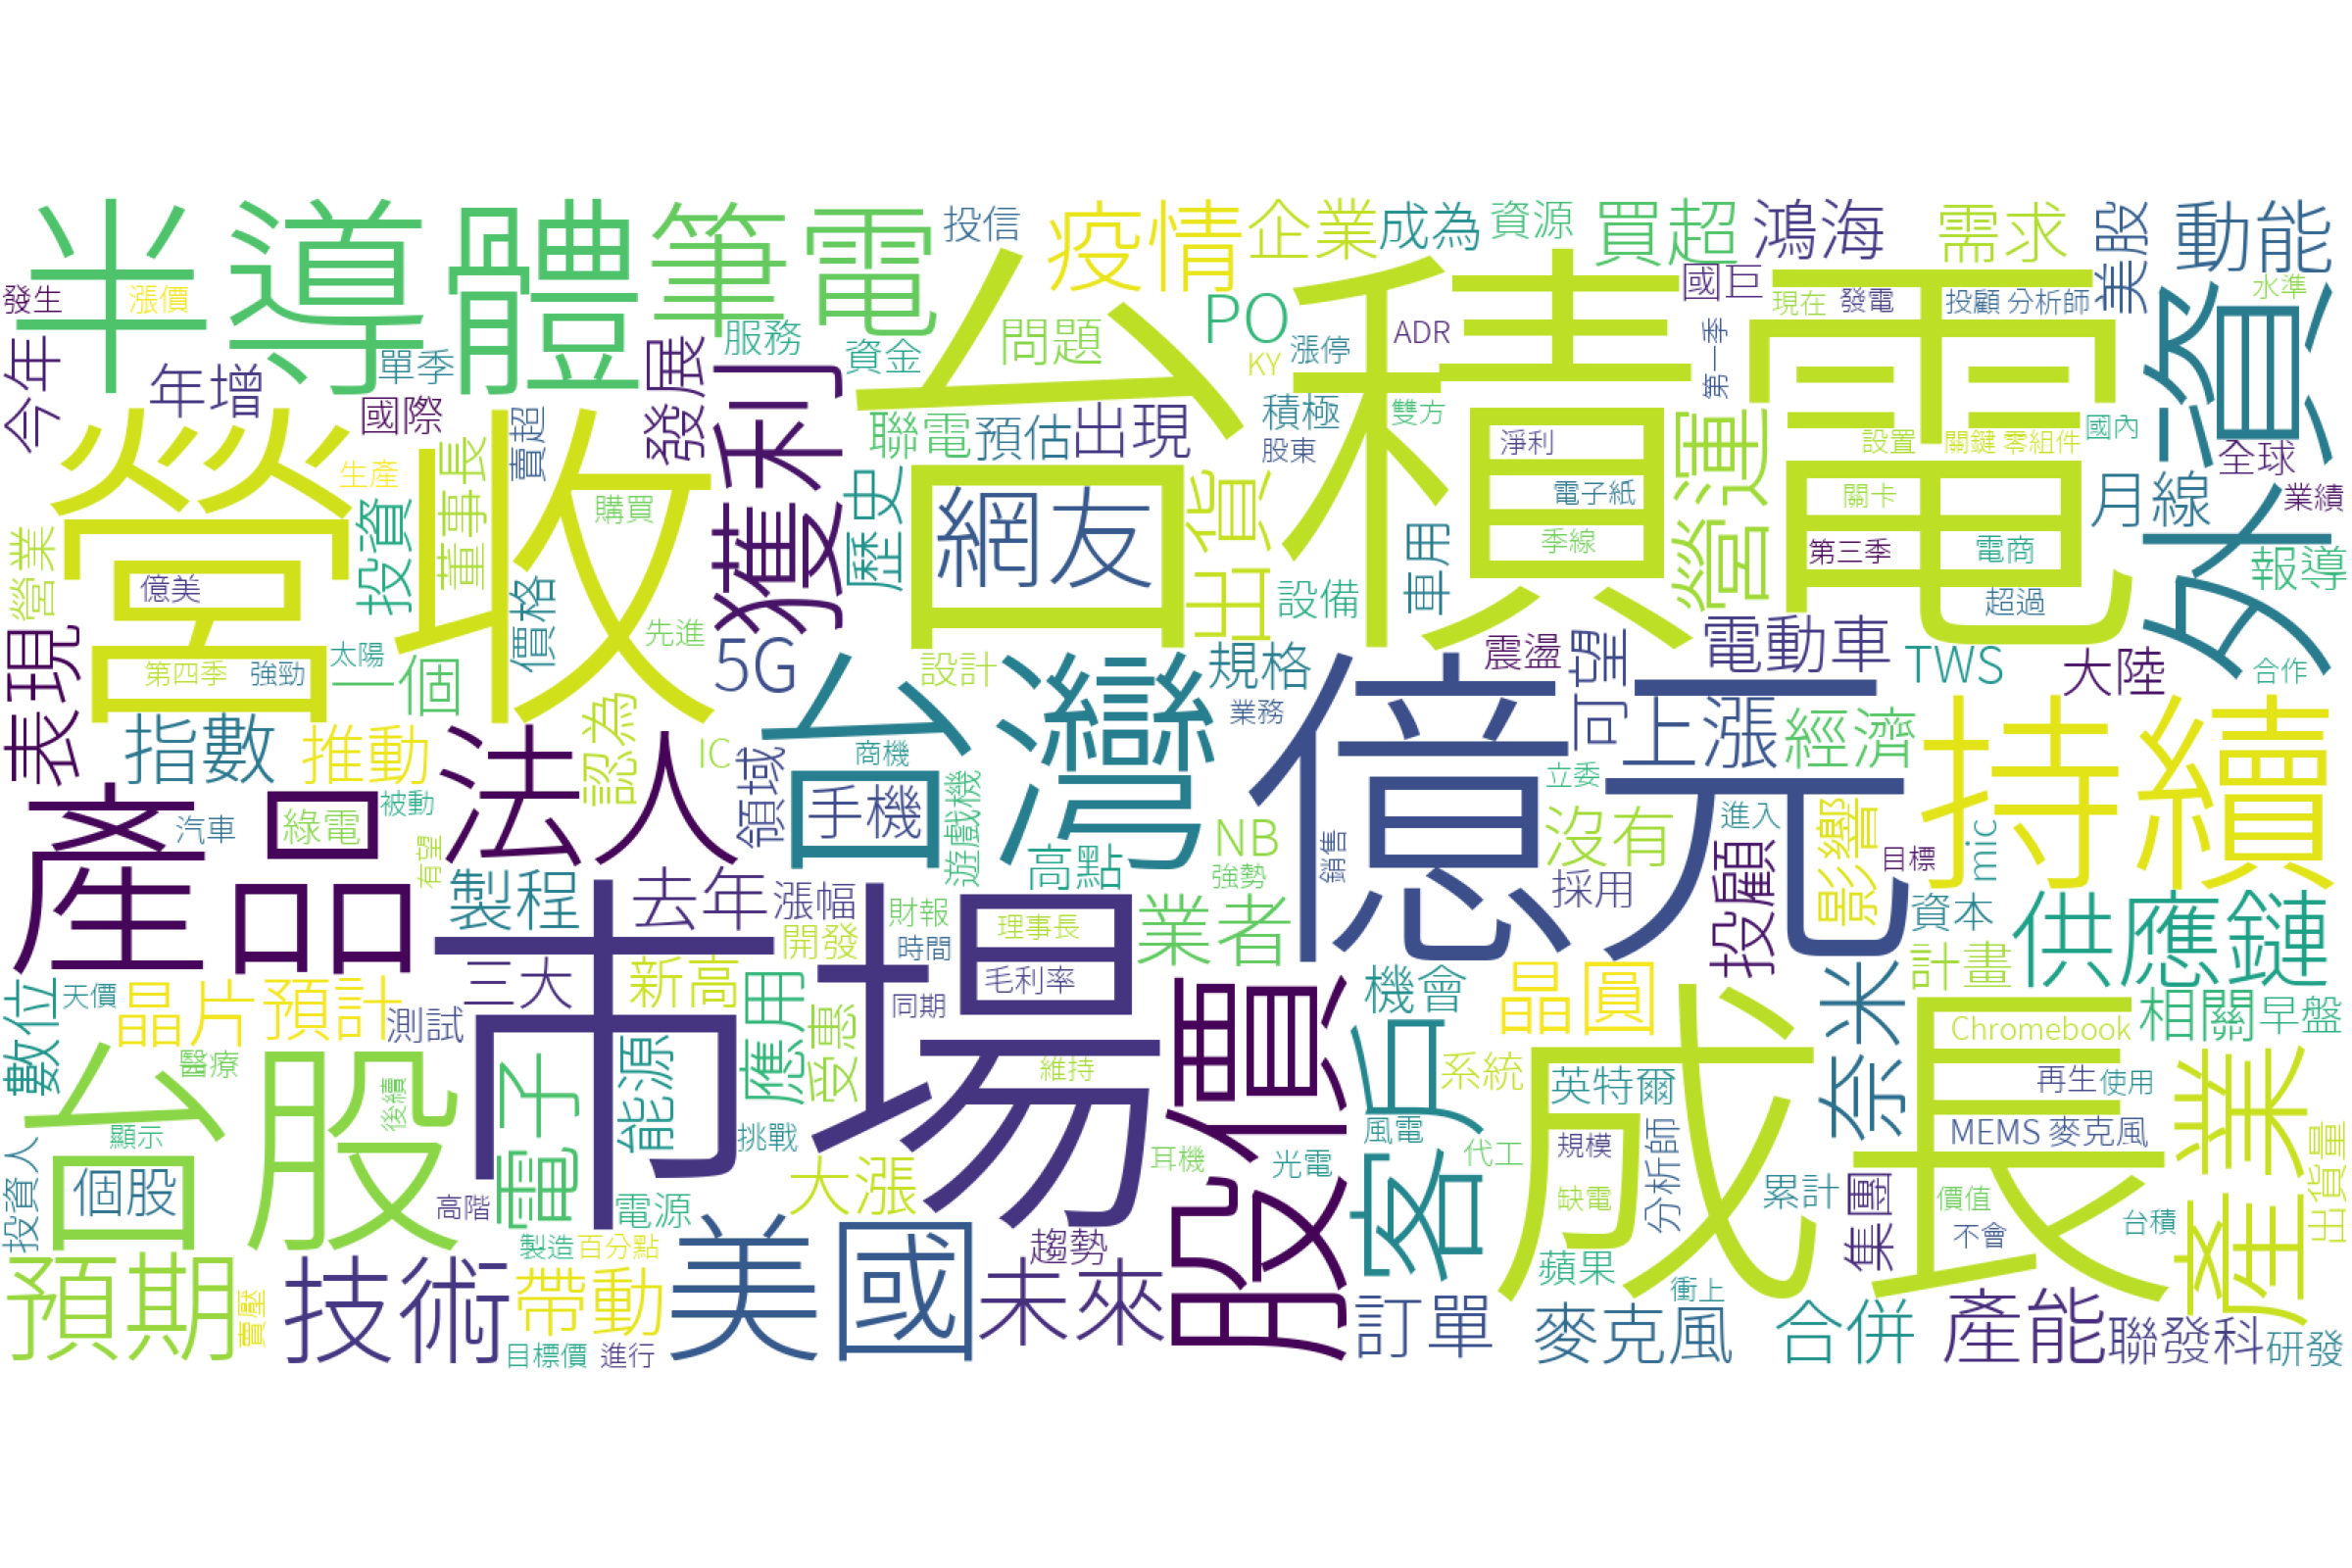 半導體
筆電
投信
疫情
企業
成為
資源
買超
鴻海
需求
美股
動能
發生
漲價
服務
資金
問題
PO
國巨
現在
發電
投顧 分析師
水準
今年
年增
單季
發展
獲利
台積電
KY
漲停
ADR
第一季
外資
國際
賣超
聯電
預估
出現
積極
股東
雙方
淨利
營運
設置
關鍵 零組件
國內
全球
營收
董事長
生產
購買
歷史
網友
出貨
電子紙
關卡
月線
業績
營業
億美
投資
價格
先進
設備
車用
季線
第三季
電商
超過
報導
表現
第四季
強勁
太陽
一個
5G
設計
台灣
規格
業務
震盪
可望
電動車
TWS
大陸
合作
指數
推動
法人
認為
IC
領域
商機
手機
遊戲機
億元
上漲
經濟
持續
產品
綠電
汽車
被動
有望
高點
NB
強勢
銷售
立委
沒有
進入
投顧
影響
目標
mic
製程
去年
漲幅
財報
理事長
業者
採用
資本
供應鏈
市場
三大
新高
開發
時間
毛利率
股價
機會
晶圓
計畫
奈米
數位
天價
晶片
預計
測試
應用
受惠
同期
客戶
系統
成長
Chromebook
相關
早盤
台股
醫療
後續
電子
能源
維持
英特爾
再生
使用
產業
投資人
顯示
個股
挑戰
耳機
風電
光電
代工
規模
分析師
MEMS 麥克風
出貨量
高階
電源
大漲
缺電
累計
集團
價值
不會
台積
預期
賣壓
技術
製造
百分點
帶動
美國
未來
趨勢
訂單
蘋果
衝上
麥克風
合併
產能
聯發科
研發
目標價
進行